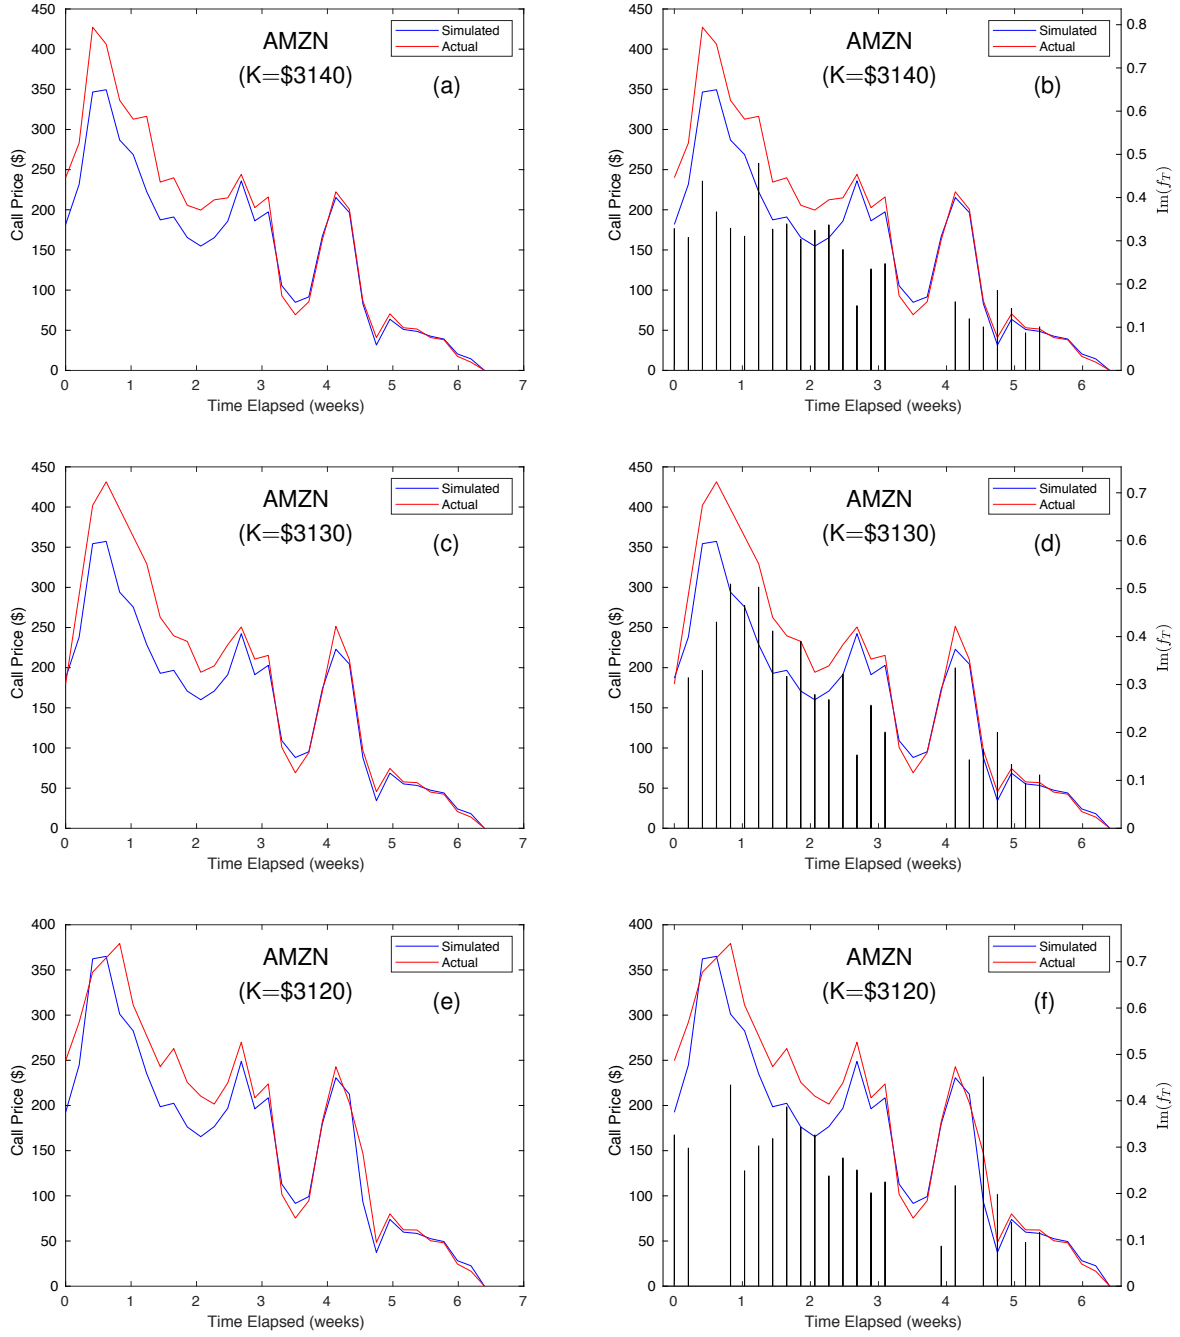 450
400
350
300
250
200
150
100
50
0
Call Price ($)
0 1 2 3 4 5 6 7
Time Elapsed (weeks)
AMZN
(K=$3140)
(a)
Simulated
Actual
450
400
350
300
250
200
150
100
50
0
Call Price ($)
0 1 2 3 4 5 6
Time Elapsed (weeks)
AMZN
(K=$3140)
(b)
Simulated
Actual
0.8
0.7
0.6
0.5
0.4
0.3
0.2
0.1
0
Im(f_T)
450
400
350
300
250
200
150
100
50
0
Call Price ($)
0 1 2 3 4 5 6 7
Time Elapsed (weeks)
AMZN
(K=$3130)
(c)
Simulated
Actual
450
400
350
300
250
200
150
100
50
0
Call Price ($)
0 1 2 3 4 5 6
Time Elapsed (weeks)
AMZN
(K=$3130)
(d)
Simulated
Actual
0.7
0.6
0.5
0.4
0.3
0.2
0.1
0
Im(f_T)
400
350
300
250
200
150
100
50
0
Call Price ($)
0 1 2 3 4 5 6 7
Time Elapsed (weeks)
AMZN
(K=$3120)
(e)
Simulated
Actual
400
350
300
250
200
150
100
50
0
Call Price ($)
0 1 2 3 4 5 6
Time Elapsed (weeks)
AMZN
(K=$3120)
(f)
Simulated
Actual
0.7
0.6
0.5
0.4
0.3
0.2
0.1
0
Im(f_T)